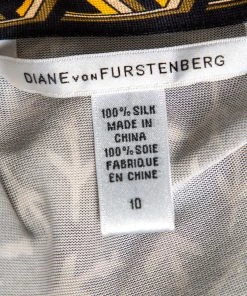 DIANE VON FURSTENBERG
100% SILK
MADE IN
CHINA
100% SOIE
FABRIQUE
EN CHINE
10